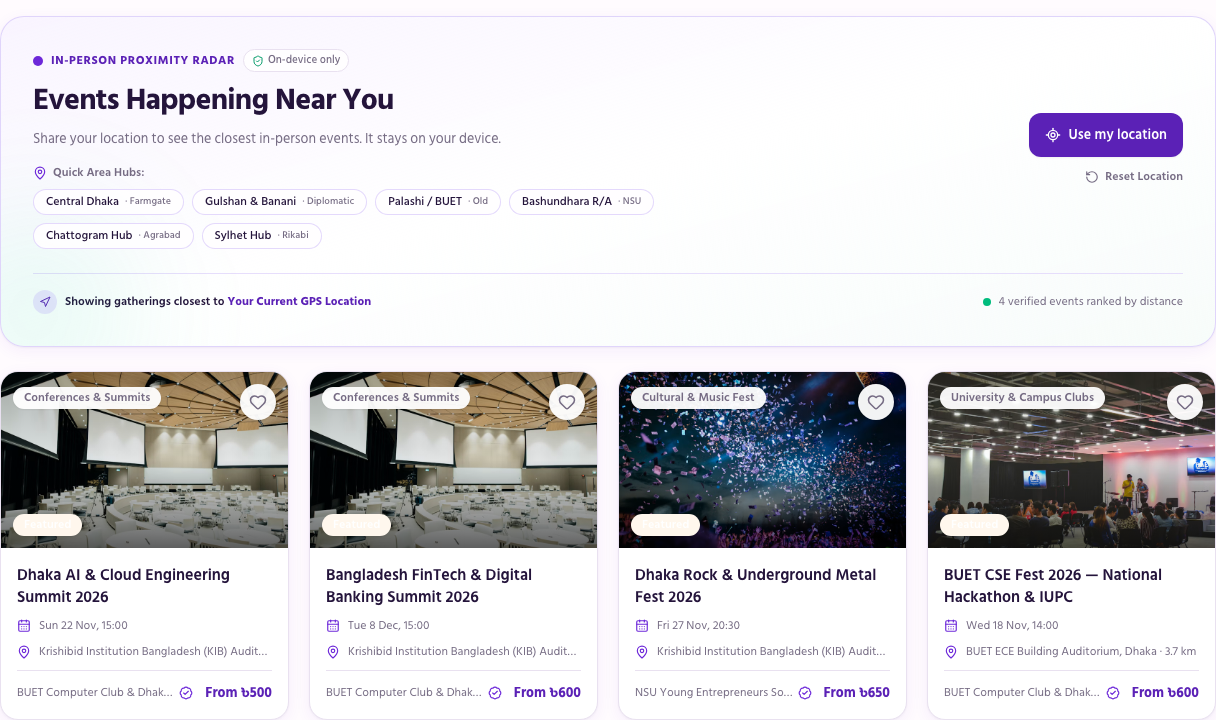 IN-PERSON PROXIMITY RADAR
On-device only
Events Happening Near You
Share your location to see the closest in-person events. It stays on your device.
Use my location
Reset Location
Quick Area Hubs:
Central Dhaka · Farmgate
Gulshan & Banani · Diplomatic
Palashi / BUET · Old
Bashundhara R/A · NSU
Chattogram Hub · Agrabad
Sylhet Hub · Rikabi
Showing gatherings closest to Your Current GPS Location
4 verified events ranked by distance
Conferences & Summits
Featured
Dhaka AI & Cloud Engineering
Summit 2026
Sun 22 Nov, 15:00
Krishibid Institution Bangladesh (KIB) Audit...
BUET Computer Club & Dhak...
From ৳500
Conferences & Summits
Featured
Bangladesh FinTech & Digital
Banking Summit 2026
Tue 8 Dec, 15:00
Krishibid Institution Bangladesh (KIB) Audit...
BUET Computer Club & Dhak...
From ৳600
Cultural & Music Fest
Featured
Dhaka Rock & Underground Metal
Fest 2026
Fri 27 Nov, 20:30
Krishibid Institution Bangladesh (KIB) Audit...
NSU Young Entrepreneurs So...
From ৳650
University & Campus Clubs
Featured
BUET CSE Fest 2026 — National
Hackathon & IUPC
Wed 18 Nov, 14:00
BUET ECE Building Auditorium, Dhaka · 3.7 km
BUET Computer Club & Dhak...
From ৳600